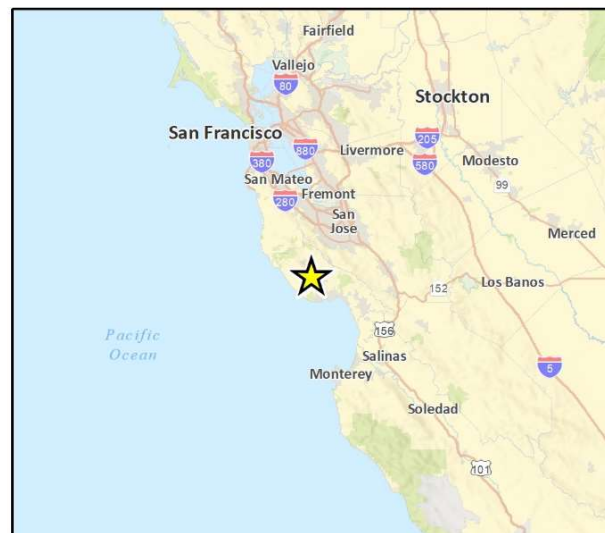 Fairfield
Vallejo
80
Stockton
San Francisco
205
880
Livermore
380
580
Modesto
San Mateo
99
Fremont
280
San
Jose
Merced
152
Los Banos
Pacific
Ocean
156
Salinas
Monterey
5
Soledad
101